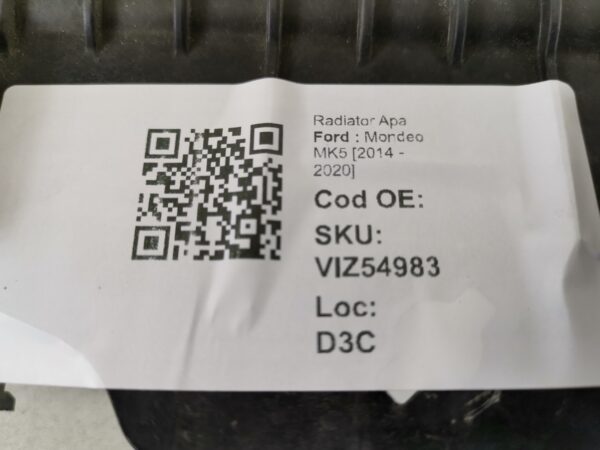 Radiator Apa
Ford : Mondeo
MK5 [2014 -
2020]
Cod OE:
SKU:
VIZ54983
Loc:
D3C